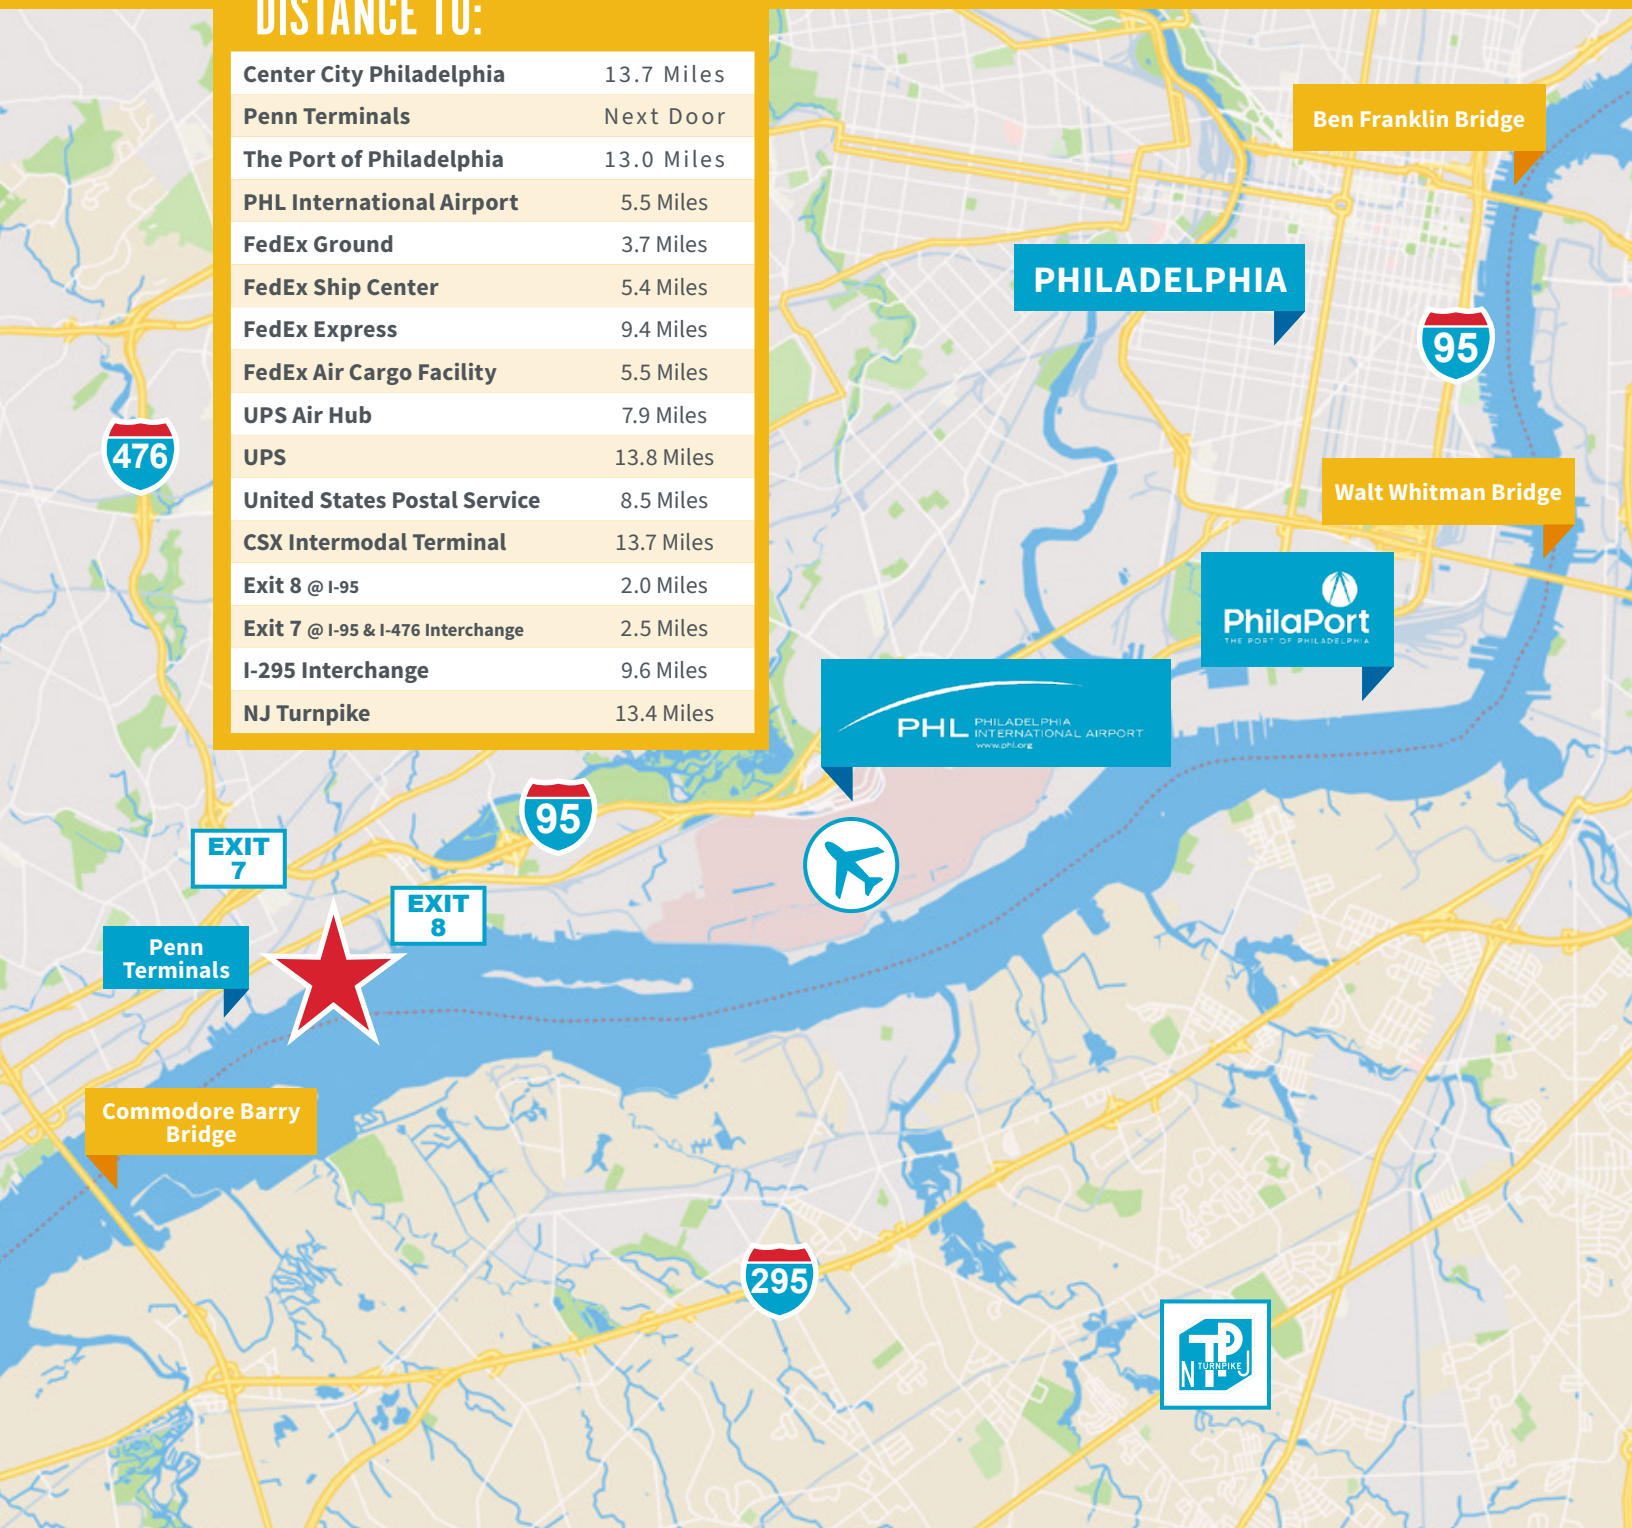 DISTANCE TO:
Center City Philadelphia 13.7 Miles
Penn Terminals Next Door
The Port of Philadelphia 13.0 Miles
PHL International Airport 5.5 Miles
FedEx Ground 3.7 Miles
FedEx Ship Center 5.4 Miles
FedEx Express 9.4 Miles
FedEx Air Cargo Facility 5.5 Miles
UPS Air Hub 7.9 Miles
UPS 13.8 Miles
United States Postal Service 8.5 Miles
CSX Intermodal Terminal 13.7 Miles
Exit 8 @ I-95 2.0 Miles
Exit 7 @ I-95 & I-476 Interchange 2.5 Miles
I-295 Interchange 9.6 Miles
NJ Turnpike 13.4 Miles
Ben Franklin Bridge
PHILADELPHIA
95
476
Walt Whitman Bridge
PhilaPort
THE PORT OF PHILADELPHIA
PHL PHILADELPHIA
INTERNATIONAL AIRPORT
www.phl.org
95
EXIT
7
EXIT
8
Penn
Terminals
Commodore Barry
Bridge
295
TP
N TURNPIKE J